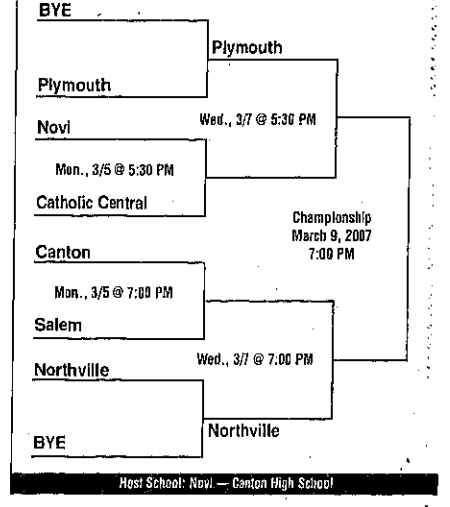 BYE
Plymouth
Plymouth
Wed., 3/7 @ 5:30 PM
Novi
Mon., 3/5 @ 5:30 PM
Catholic Central
Championship
March 9, 2007
7:00 PM
Canton
Mon., 3/5 @ 7:00 PM
Salem
Wed., 3/7 @ 7:00 PM
Northville
Northville
BYE
Host School: Novi — Canton High School